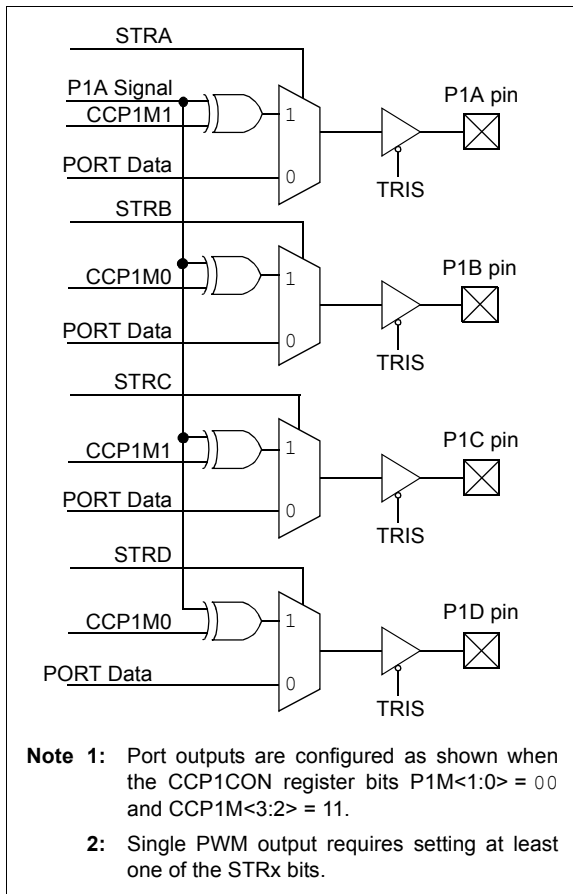 STRA
P1A Signal
CCP1M1
1
P1A pin
PORT Data
0
TRIS
STRB
CCP1M0
1
P1B pin
PORT Data
0
TRIS
STRC
CCP1M1
1
P1C pin
PORT Data
0
TRIS
STRD
CCP1M0
1
P1D pin
PORT Data
0
TRIS
Note 1: Port outputs are configured as shown when
the CCP1CON register bits P1M<1:0> = 00
and CCP1M<3:2> = 11.
2: Single PWM output requires setting at least
one of the STRx bits.